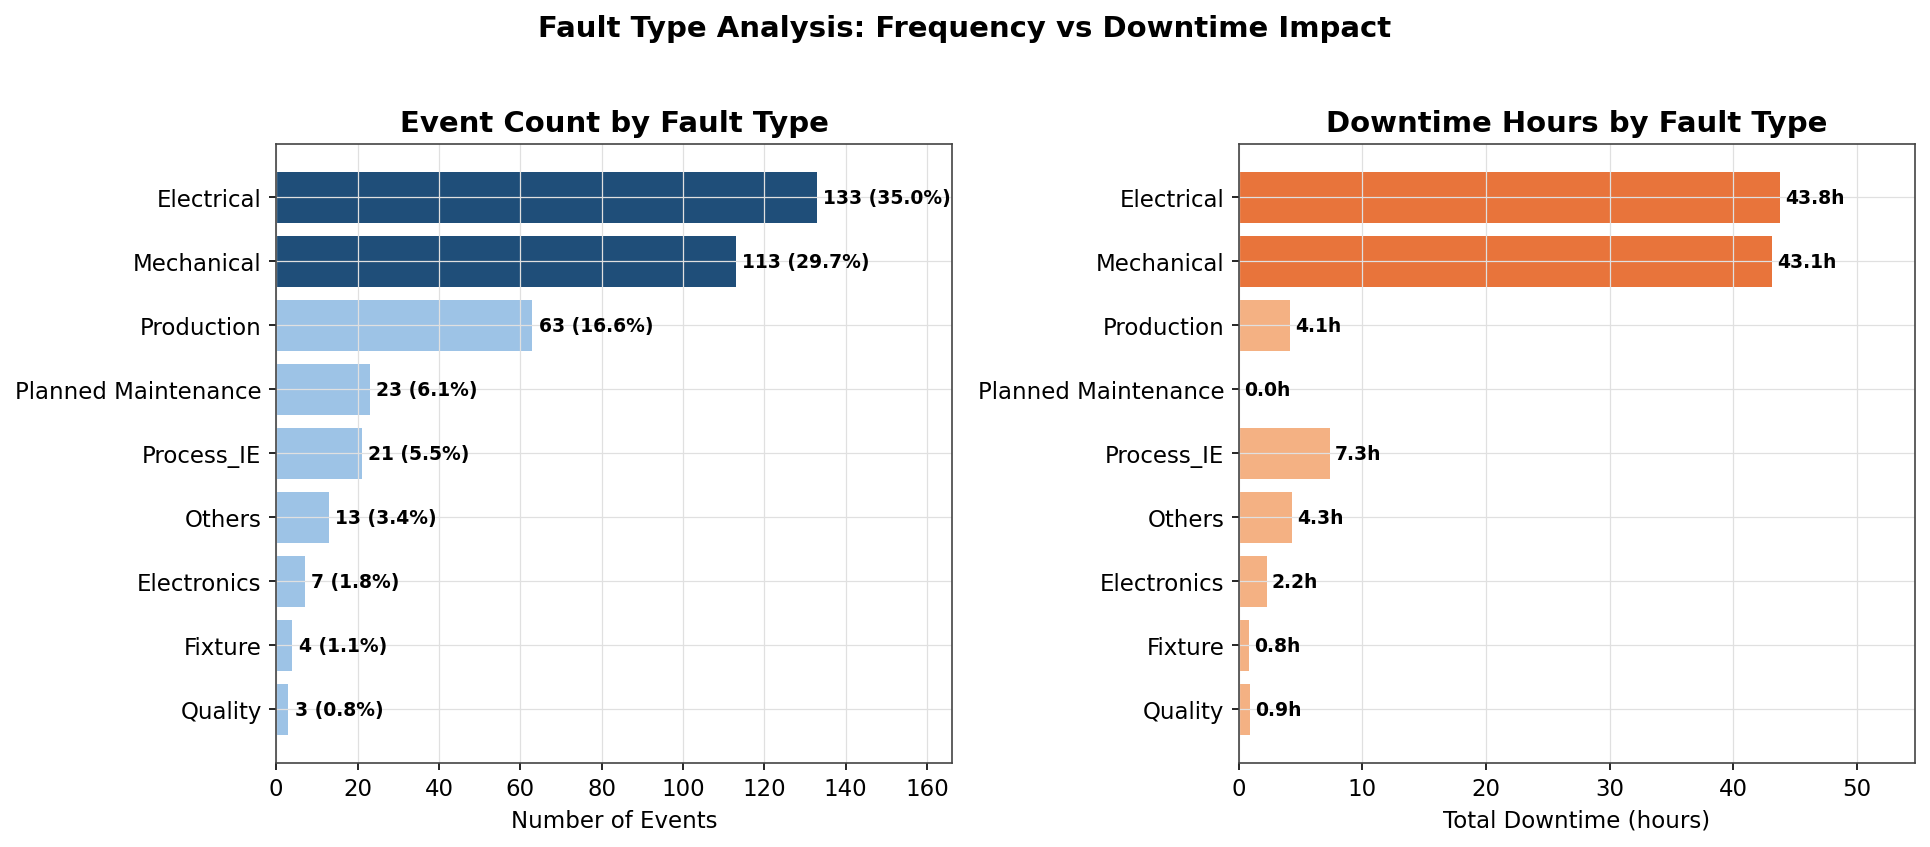 Fault Type Analysis: Frequency vs Downtime Impact
Event Count by Fault Type
Electrical 133 (35.0%)
Mechanical 113 (29.7%)
Production 63 (16.6%)
Planned Maintenance 23 (6.1%)
Process_IE 21 (5.5%)
Others 13 (3.4%)
Electronics 7 (1.8%)
Fixture 4 (1.1%)
Quality 3 (0.8%)
0 20 40 60 80 100 120 140 160
Number of Events
Downtime Hours by Fault Type
Electrical 43.8h
Mechanical 43.1h
Production 4.1h
Planned Maintenance 0.0h
Process_IE 7.3h
Others 4.3h
Electronics 2.2h
Fixture 0.8h
Quality 0.9h
0 10 20 30 40 50
Total Downtime (hours)